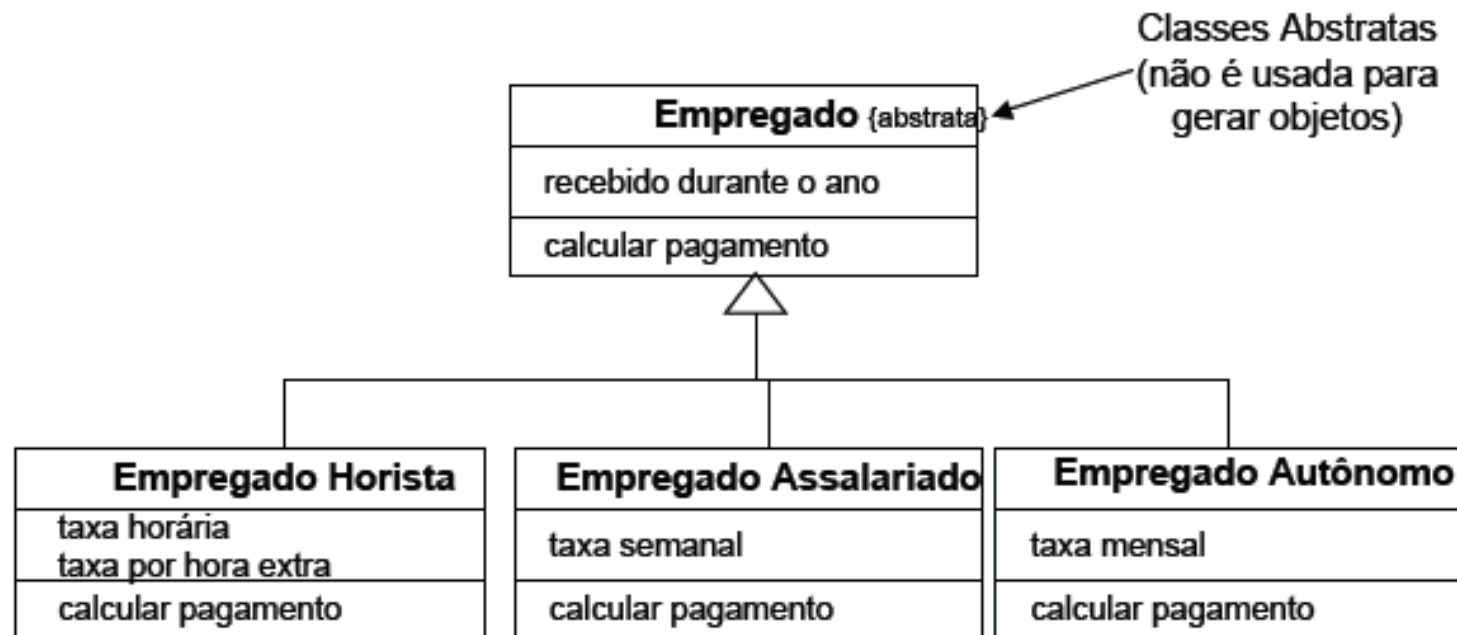 Classes Abstratas
(não é usada para
gerar objetos)
Empregado {abstrata}
recebido durante o ano
calcular pagamento
Empregado Horista
taxa horária
taxa por hora extra
calcular pagamento
Empregado Assalariado
taxa semanal
calcular pagamento
Empregado Autônomo
taxa mensal
calcular pagamento